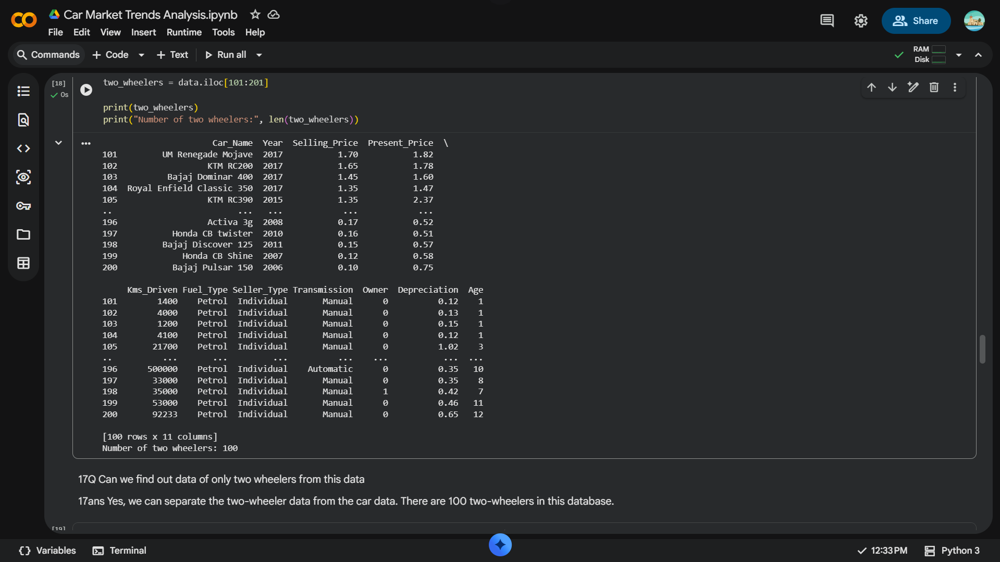 Car Market Trends Analysis.ipynb
File Edit View Insert Runtime Tools Help
Share
Commands + Code + Text Run all
RAM
Disk
[18]
0s
two_wheelers = data.iloc[101:201]
print(two_wheelers)
print("Number of two wheelers:", len(two_wheelers))
Car_Name Year Selling_Price Present_Price \
101 UM Renegade Mojave 2017 1.70 1.82
102 KTM RC200 2017 1.65 1.78
103 Bajaj Dominar 400 2017 1.45 1.60
104 Royal Enfield Classic 350 2017 1.35 1.47
105 KTM RC390 2015 1.35 2.37
.. ... ... ... ...
196 Activa 3g 2008 0.17 0.52
197 Honda CB twister 2010 0.16 0.51
198 Bajaj Discover 125 2011 0.15 0.57
199 Honda CB Shine 2007 0.12 0.58
200 Bajaj Pulsar 150 2006 0.10 0.75
Kms_Driven Fuel_Type Seller_Type Transmission Owner Depreciation Age
101 1400 Petrol Individual Manual 0 0.12 1
102 4000 Petrol Individual Manual 0 0.13 1
103 1200 Petrol Individual Manual 0 0.15 1
104 4100 Petrol Individual Manual 0 0.12 1
105 21700 Petrol Individual Manual 0 1.02 3
.. ... ... ... ... ... ... ...
196 500000 Petrol Individual Automatic 0 0.35 10
197 33000 Petrol Individual Manual 0 0.35 8
198 35000 Petrol Individual Manual 1 0.42 7
199 53000 Petrol Individual Manual 0 0.46 11
200 92233 Petrol Individual Manual 0 0.65 12
[100 rows x 11 columns]
Number of two wheelers: 100
17Q Can we find out data of only two wheelers from this data
17ans Yes, we can separate the two-wheeler data from the car data. There are 100 two-wheelers in this database.
[19]
Variables Terminal
12:33 PM Python 3